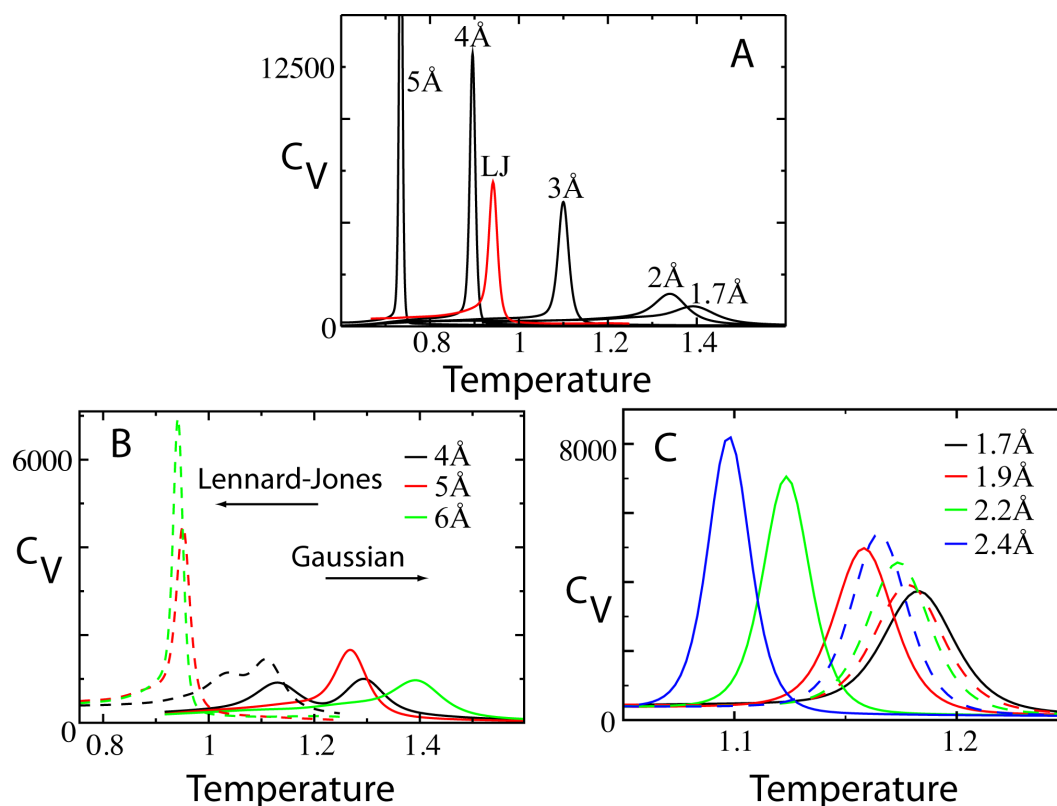 A
12500
5Å
4Å
LJ
3Å
2Å
1.7Å
C
V
0
0.8 1 1.2 1.4
Temperature
B
6000
Lennard-Jones
Gaussian
4Å
5Å
6Å
C
V
0
0.8 1 1.2 1.4
Temperature
C
8000
1.7Å
1.9Å
2.2Å
2.4Å
C
V
0
1.1 1.2
Temperature